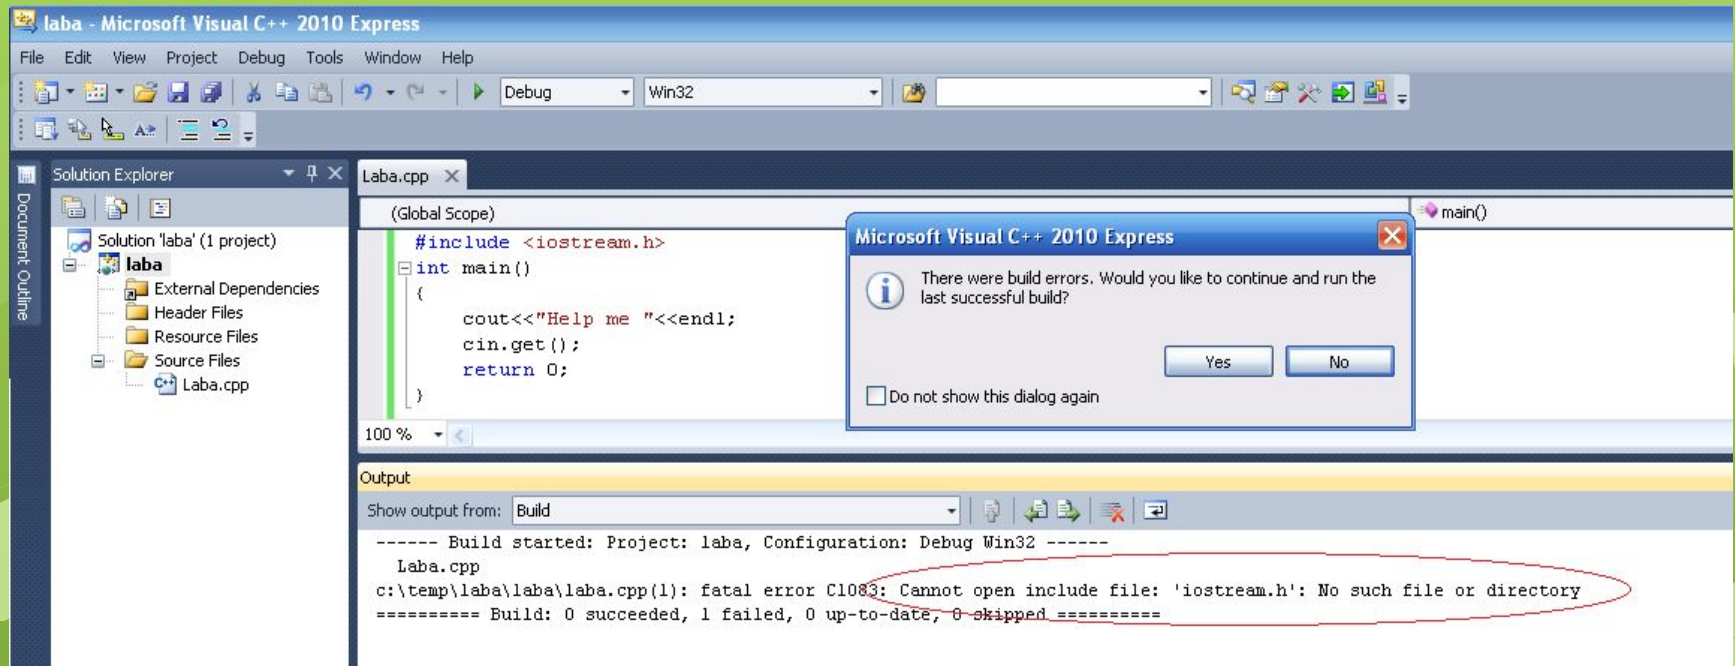 laba - Microsoft Visual C++ 2010 Express
File Edit View Project Debug Tools Window Help
Debug Win32
Document Outline
Solution Explorer
Solution 'laba' (1 project)
laba
External Dependencies
Header Files
Resource Files
Source Files
Laba.cpp
Laba.cpp
(Global Scope)
main()
#include <iostream.h>
int main()
{
cout<<"Help me "<<endl;
cin.get();
return 0;
}
100 %
Microsoft Visual C++ 2010 Express
There were build errors. Would you like to continue and run the
last successful build?
Yes No
Do not show this dialog again
Output
Show output from: Build
------ Build started: Project: laba, Configuration: Debug Win32 ------
Laba.cpp
c:\temp\laba\laba\laba.cpp(1): fatal error C1083: Cannot open include file: 'iostream.h': No such file or directory
========== Build: 0 succeeded, 1 failed, 0 up-to-date, 0 skipped ==========